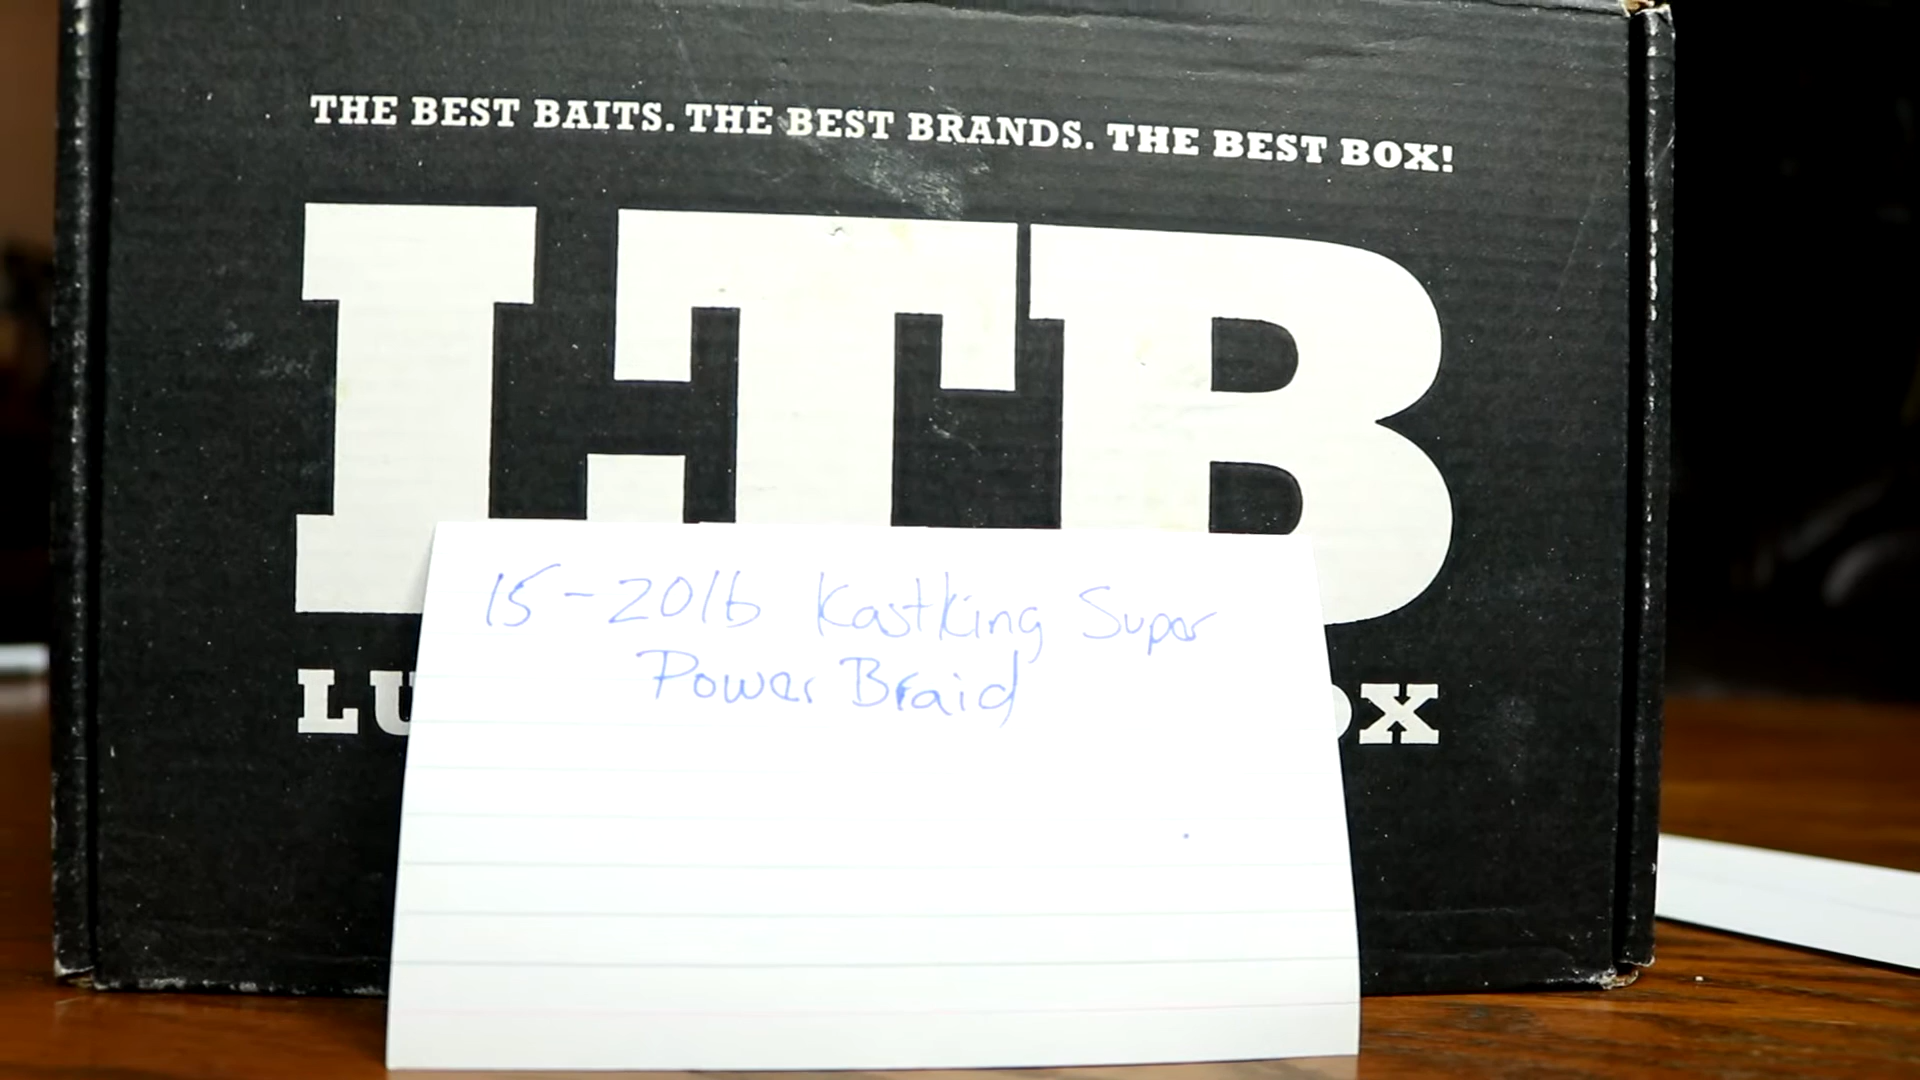 THE BEST BAITS. THE BEST BRANDS. THE BEST BOX!
LTB
15-20lb KastKing Super
Power Braid